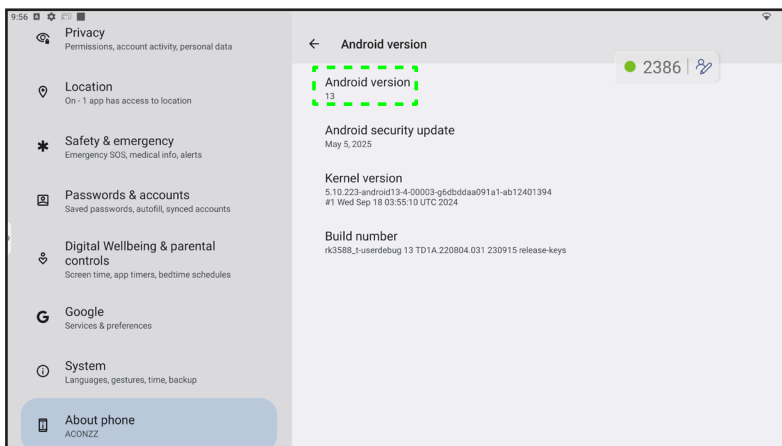 9:56
Privacy
Permissions, account activity, personal data
Location
On - 1 app has access to location
Safety & emergency
Emergency SOS, medical info, alerts
Passwords & accounts
Saved passwords, autofill, synced accounts
Digital Wellbeing & parental
controls
Screen time, app timers, bedtime schedules
Google
Services & preferences
System
Languages, gestures, time, backup
About phone
ACONZZ
Android version
2386
Android version
13
Android security update
May 5, 2025
Kernel version
5.10.223-android13-4-00003-g6dbddaa091a1-ab12401394
#1 Wed Sep 18 03:55:10 UTC 2024
Build number
rk3588_t-userdebug 13 TD1A.220804.031 230915 release-keys